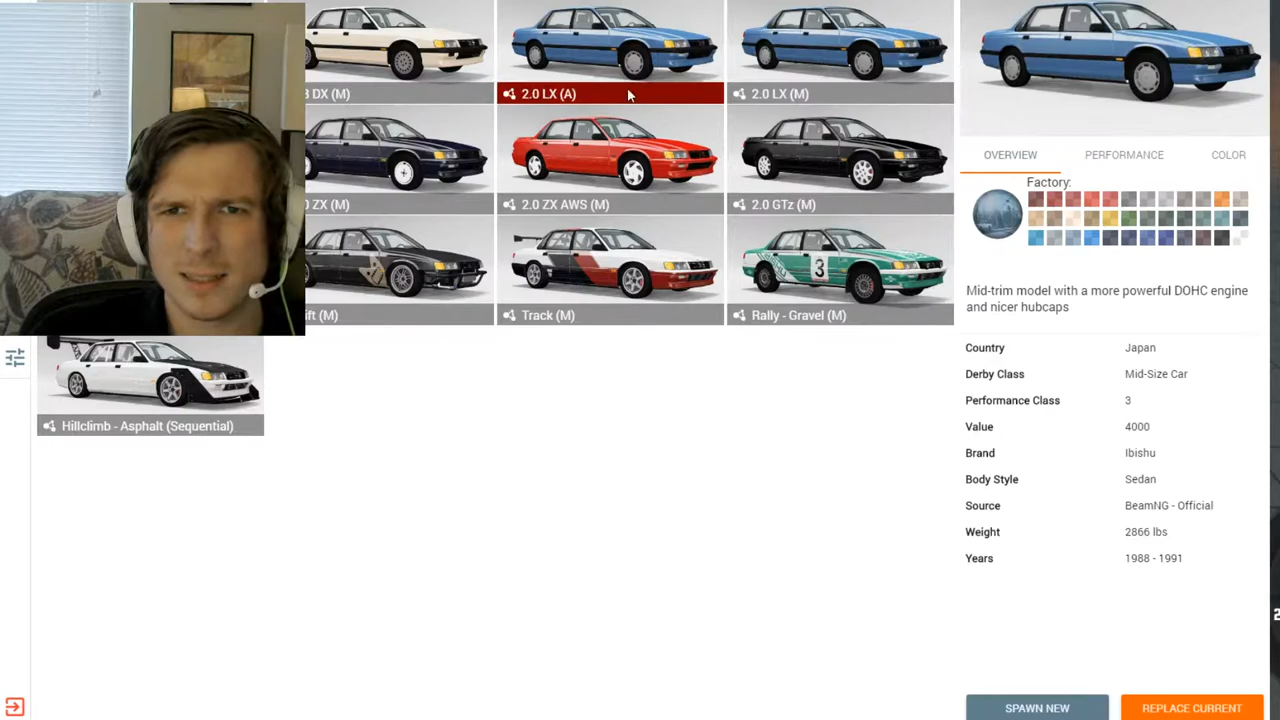 DX (M)
2.0 LX (A)
2.0 LX (M)
ZX (M)
2.0 ZX AWS (M)
2.0 GTz (M)
(M)
Track (M)
Rally - Gravel (M)
3
Hillclimb - Asphalt (Sequential)
OVERVIEW
PERFORMANCE
COLOR
Factory:
Mid-trim model with a more powerful DOHC engine
and nicer hubcaps
Country Japan
Derby Class Mid-Size Car
Performance Class 3
Value 4000
Brand Ibishu
Body Style Sedan
Source BeamNG - Official
Weight 2866 lbs
Years 1988 - 1991
SPAWN NEW
REPLACE CURRENT